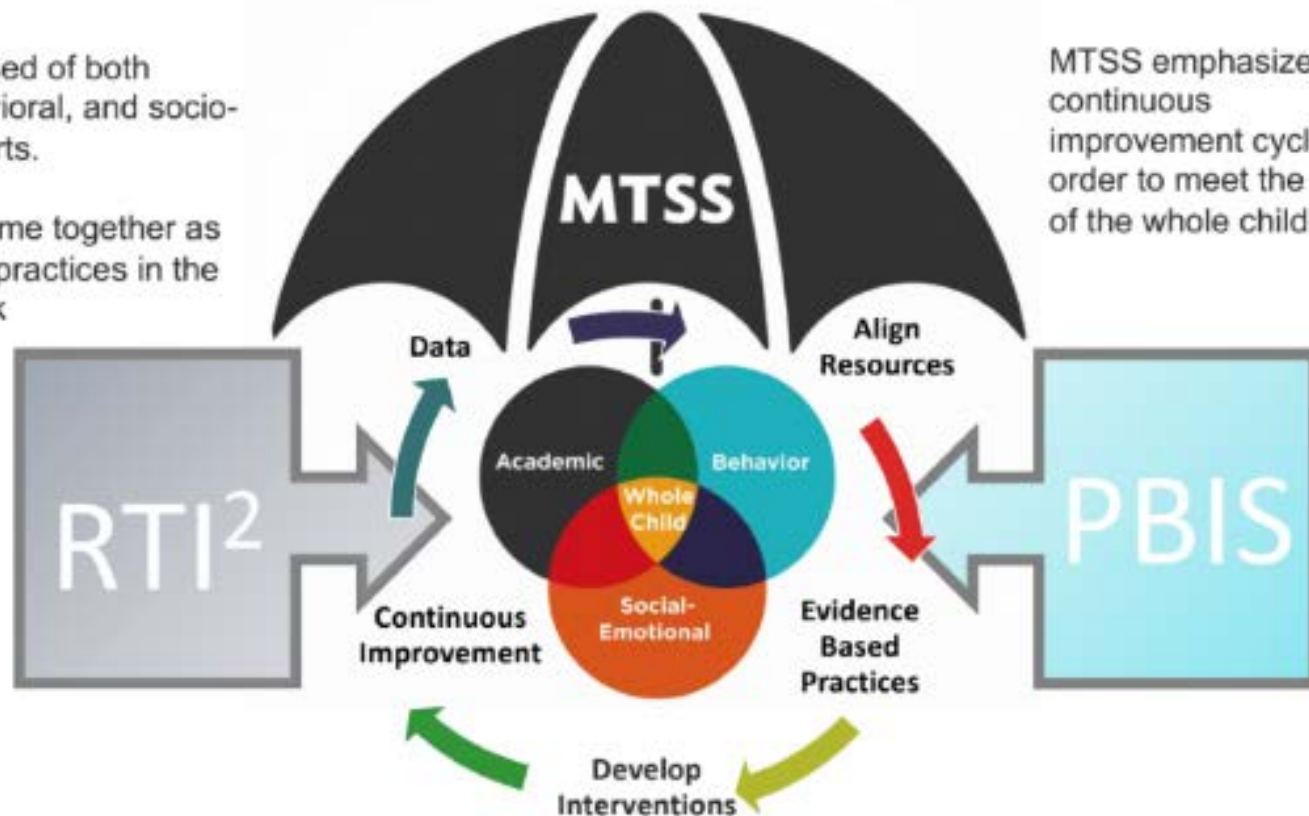 sed of both
rioral, and socio-
rts.
me together as
practices in the
k
MTSS emphasize
continuous
improvement cycl
order to meet the
of the whole child
MTSS
Data
Align
Resources
Academic
Behavior
Whole
Child
Social-
Emotional
RTI²
PBIS
Continuous
Improvement
Evidence
Based
Practices
Develop
Interventions